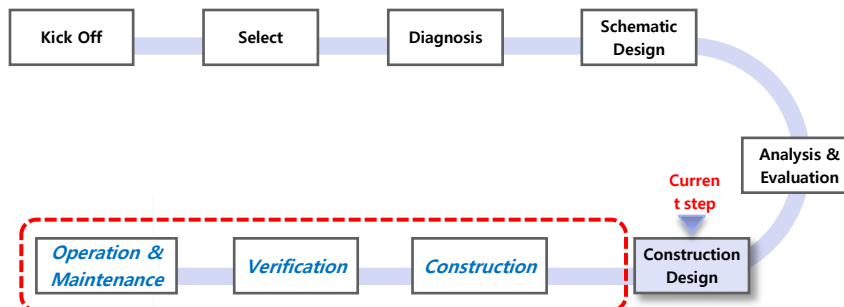 Kick Off
Select
Diagnosis
Schematic
Design
Analysis &
Evaluation
Curren
t step
Construction
Design
Construction
Verification
Operation &
Maintenance